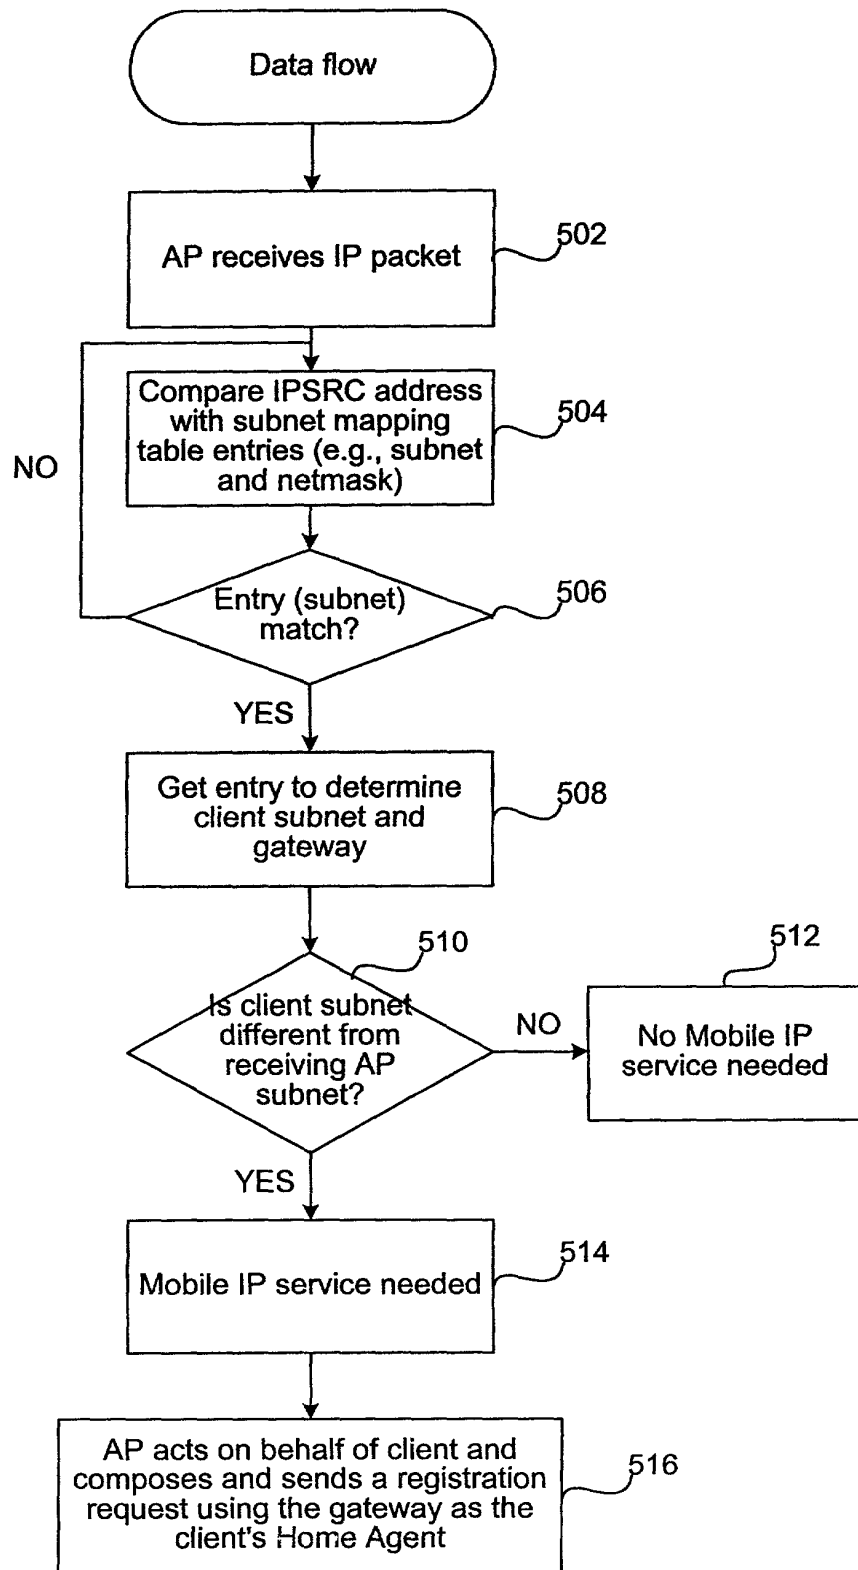 Data flow
AP receives IP packet
502
Compare IPSRC address
with subnet mapping
table entries (e.g., subnet
and netmask)
504
NO
Entry (subnet)
match?
506
YES
Get entry to determine
client subnet and
gateway
508
510
Is client subnet
different from
receiving AP
subnet?
NO
512
No Mobile IP
service needed
YES
Mobile IP service needed
514
AP acts on behalf of client and
composes and sends a registration
request using the gateway as the
client's Home Agent
516